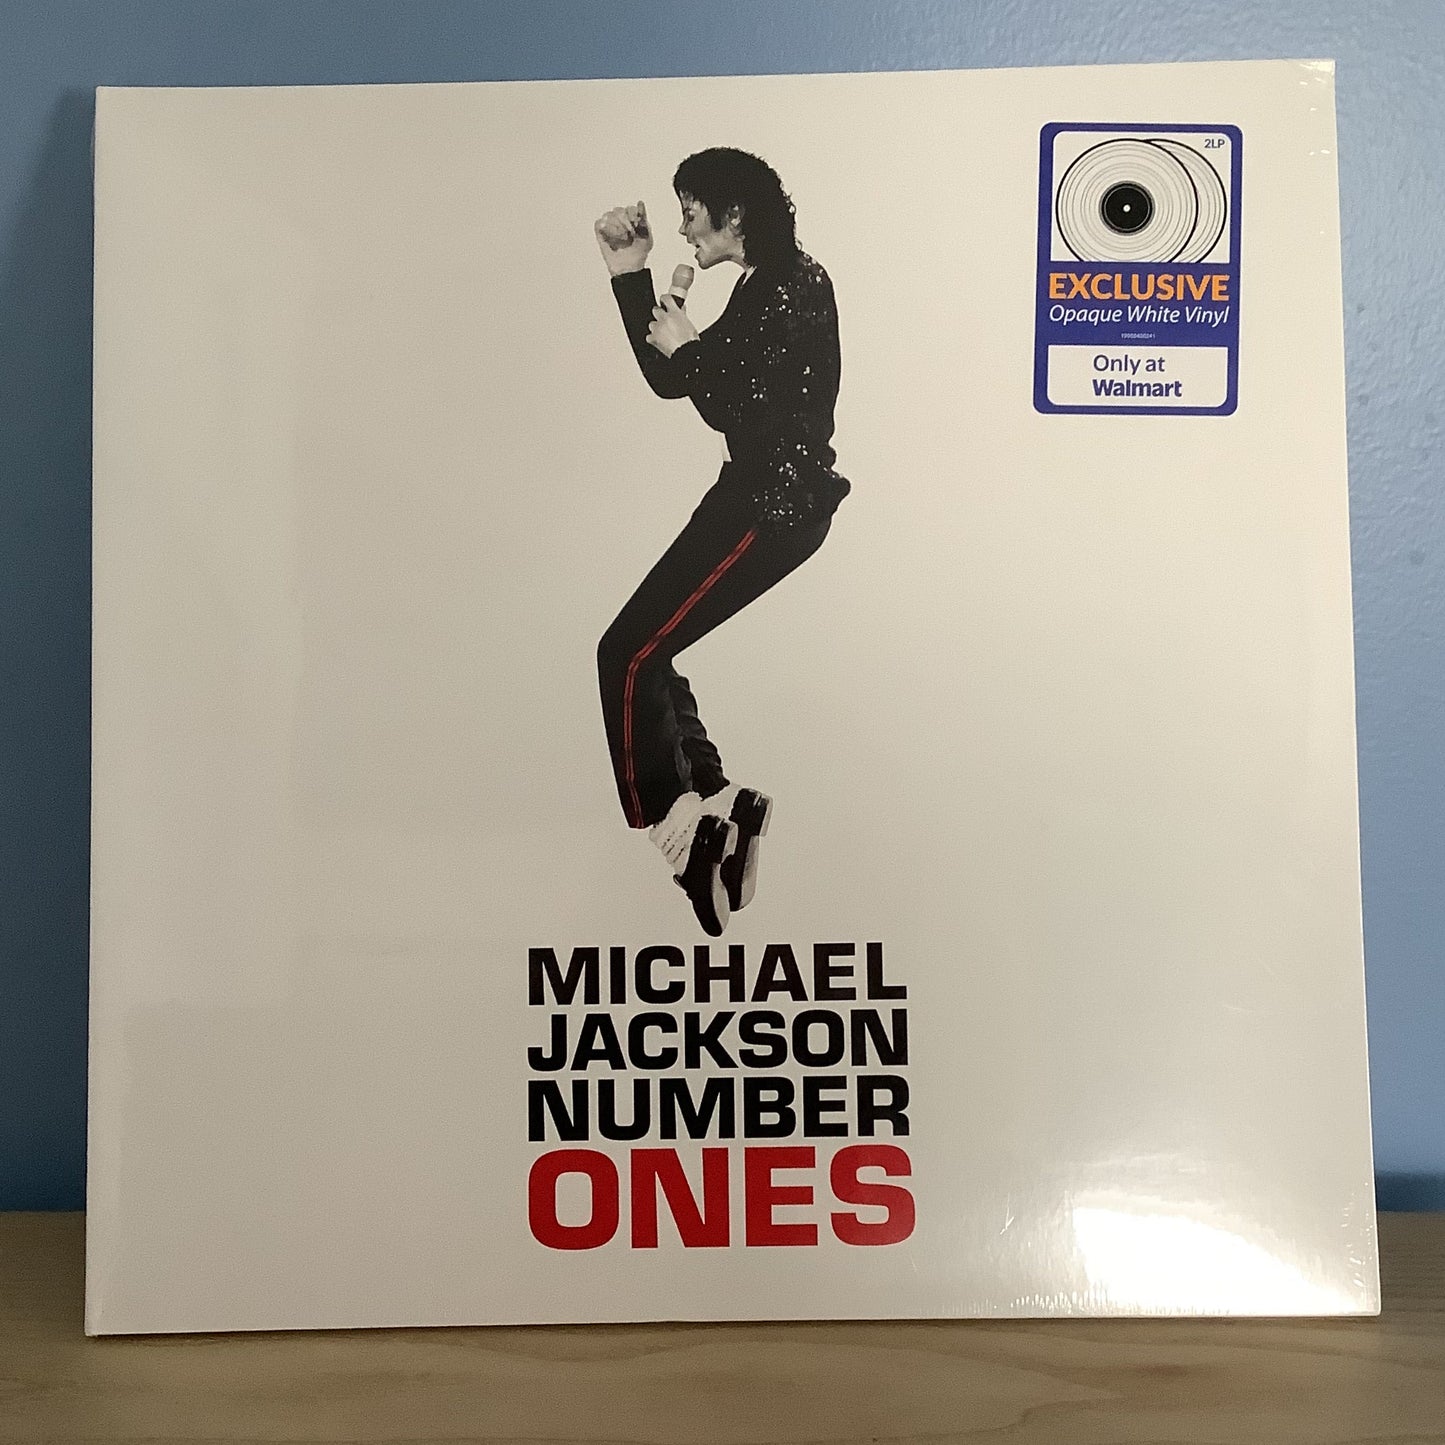 2LP
EXCLUSIVE
Opaque White Vinyl
Only at
Walmart
MICHAEL
JACKSON
NUMBER
ONES